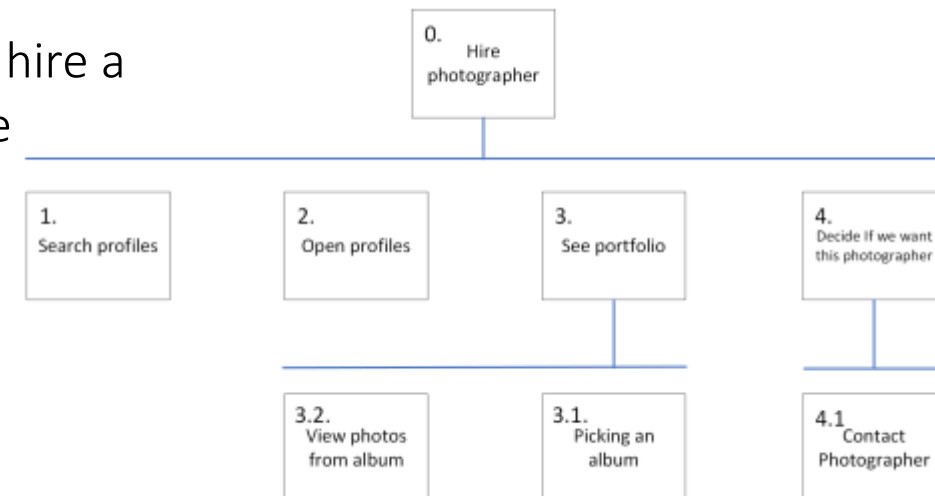 hire a
e
0.
Hire
photographer
1.
Search profiles
2.
Open profiles
3.
See portfolio
4.
Decide If we want
this photographer
3.2.
View photos
from album
3.1.
Picking an
album
4.1
Contact
Photographer